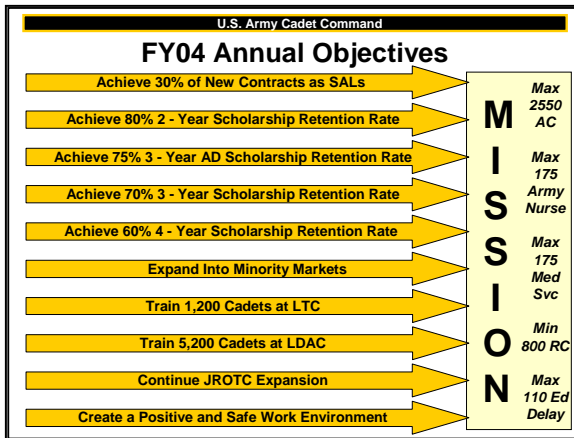 U.S. Army Cadet Command
FY04 Annual Objectives
Achieve 30% of New Contracts as SALs
Achieve 80% 2 - Year Scholarship Retention Rate
Achieve 75% 3 - Year AD Scholarship Retention Rate
Achieve 70% 3 - Year Scholarship Retention Rate
Achieve 60% 4 - Year Scholarship Retention Rate
Expand Into Minority Markets
Train 1,200 Cadets at LTC
Train 5,200 Cadets at LDAC
Continue JROTC Expansion
Create a Positive and Safe Work Environment
M
I
S
S
I
O
N
Max
2550
AC
Max
175
Army
Nurse
Max
175
Med
Svc
Min
800 RC
Max
110 Ed
Delay